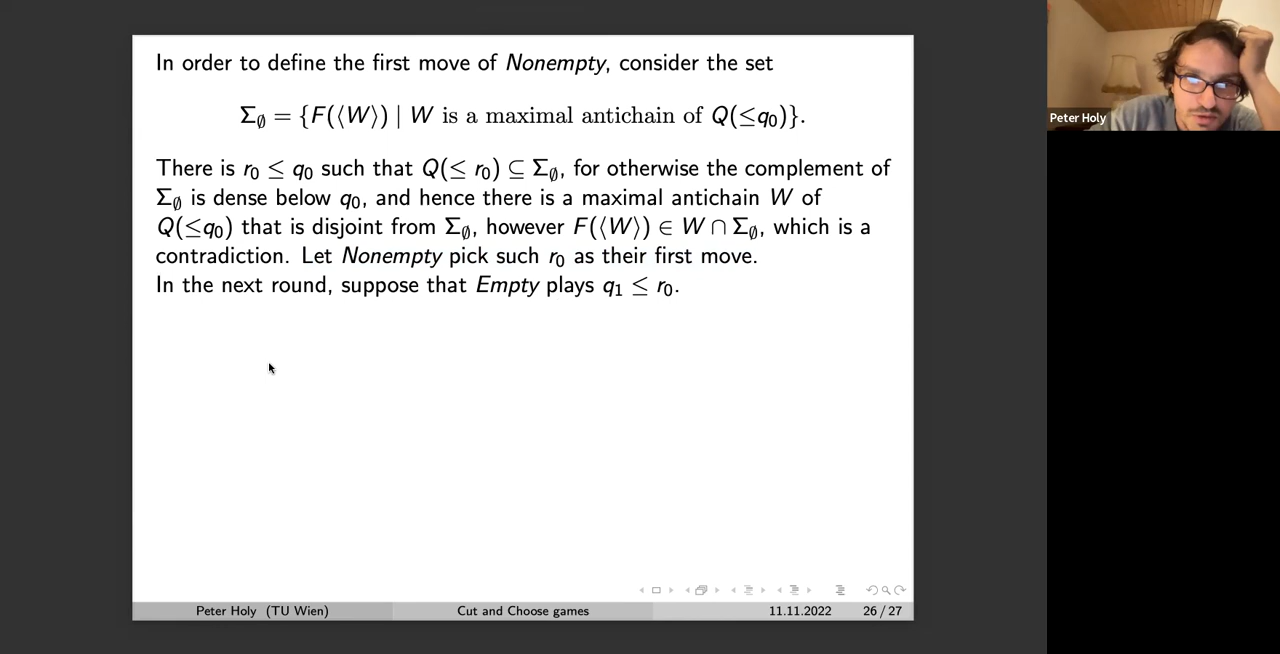 In order to define the first move of Nonempty, consider the set
Σ∅ = {F(⟨W⟩) | W is a maximal antichain of Q(≤q₀)}.
There is r₀ ≤ q₀ such that Q(≤ r₀) ⊆ Σ∅, for otherwise the complement of
Σ∅ is dense below q₀, and hence there is a maximal antichain W of
Q(≤q₀) that is disjoint from Σ∅, however F(⟨W⟩) ∈ W ∩ Σ∅, which is a
contradiction. Let Nonempty pick such r₀ as their first move.
In the next round, suppose that Empty plays q₁ ≤ r₀.
Peter Holy (TU Wien) Cut and Choose games 11.11.2022 26 / 27
Peter Holy